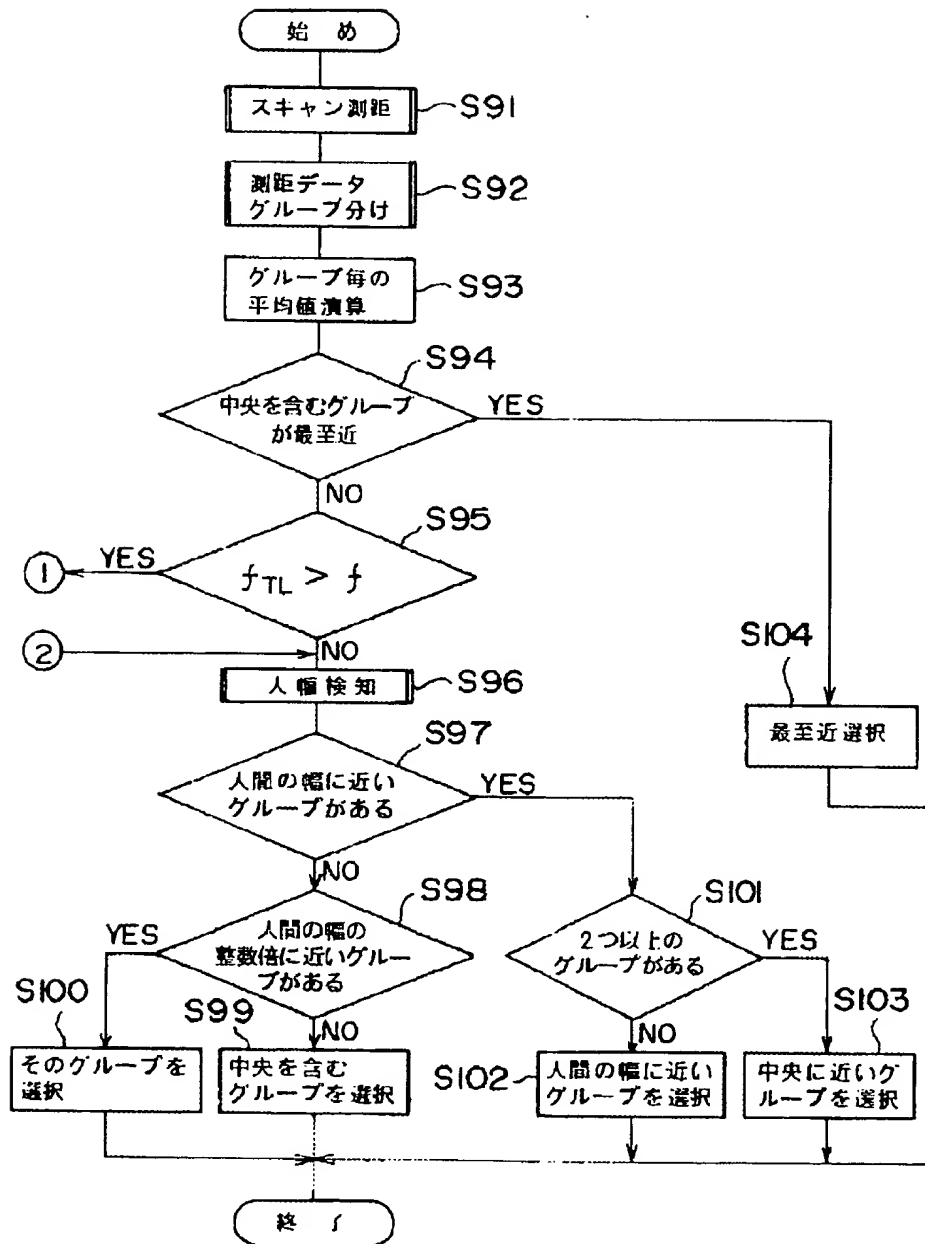 始め
スキャン測距
S91
測距データ
グループ分け
S92
グループ毎の
平均値演算
S93
S94
中央を含むグループ
が最至近
YES
NO
S95
YES
fTL > f
①
②
NO
人幅検知
S96
S104
最至近選択
S97
人間の幅に近い
グループがある
YES
NO
S98
YES
人間の幅の
整数倍に近いグルー
プがある
S101
2つ以上の
グループがある
YES
S100
そのグループを
選択
S99
NO
中央を含む
グループを選択
NO
S102
人間の幅に近い
グループを選択
S103
中央に近いグ
ループを選択
終了